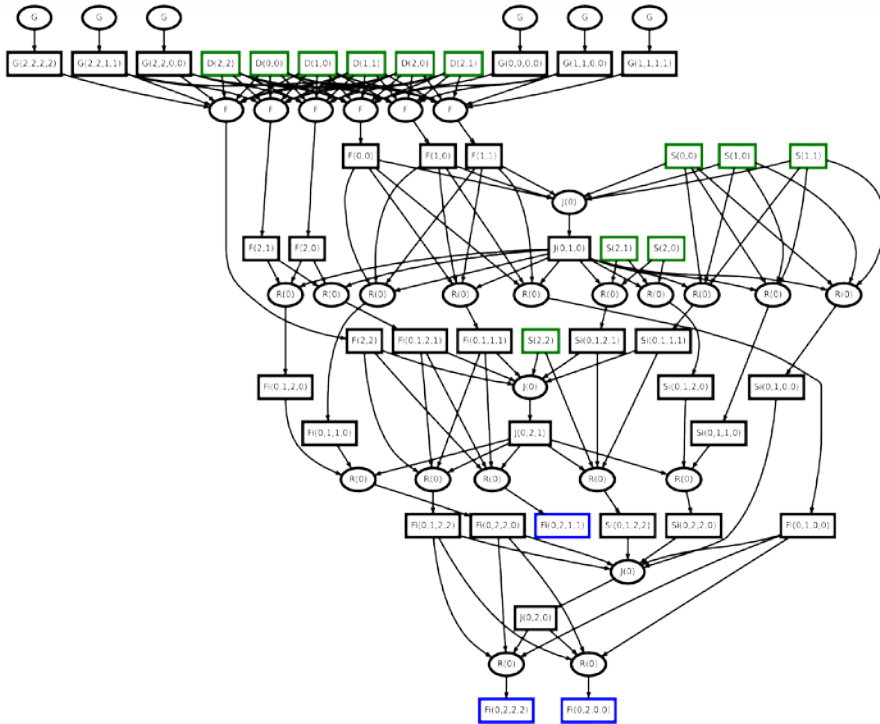 G G G G G G
G(2,2,2,2) G(2,2,1,1) G(2,2,0,0) D(2,2) D(0,0) D(1,0) D(1,1) D(2,0) D(2,1) G(0,0,0,0) G(1,1,0,0) G(1,1,1,1)
F F F F F F
F(0,0) F(1,0) F(1,1) S(0,0) S(1,0) S(1,1)
J(0)
F(2,1) F(2,0) J(0,1,0) S(2,1) S(2,0)
R(0) R(0) R(0) R(0) R(0) R(0) R(0) R(0) R(0) R(0)
F(2,2) Fi(0,1,2,1) Fi(0,1,1,1) S(2,2) Si(0,1,2,1) Si(0,1,1,1)
Fi(0,1,2,0) J(0) Si(0,1,2,0) Si(0,1,0,0)
Fi(0,1,1,0) J(0,2,1) Si(0,1,1,0)
R(0) R(0) R(0) R(0) R(0)
Fi(0,1,2,2) Fi(0,2,2,0) Fi(0,2,1,1) Si(0,1,2,2) Si(0,2,2,0) Fi(0,1,0,0)
J(0)
J(0,2,0)
R(0) R(0)
Fi(0,2,2,2) Fi(0,2,0,0)